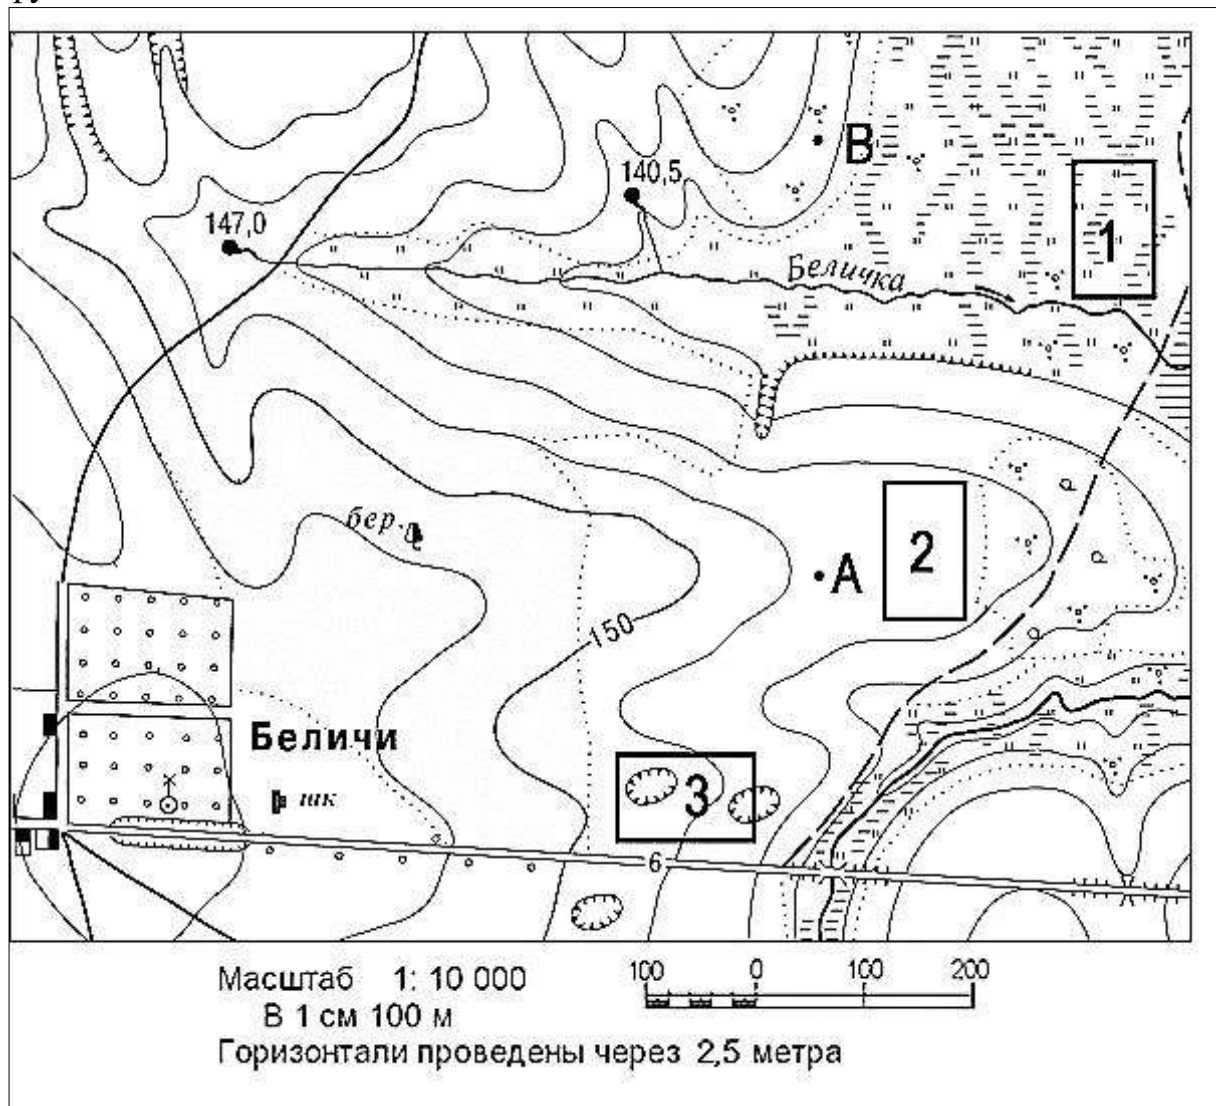 В
140,5
1
147,0
Беличка
2
бер.
А
150
Беличи
3
шк
6
Масштаб 1: 10 000
100 0 100 200
В 1 см 100 м
Горизонтали проведены через 2,5 метра